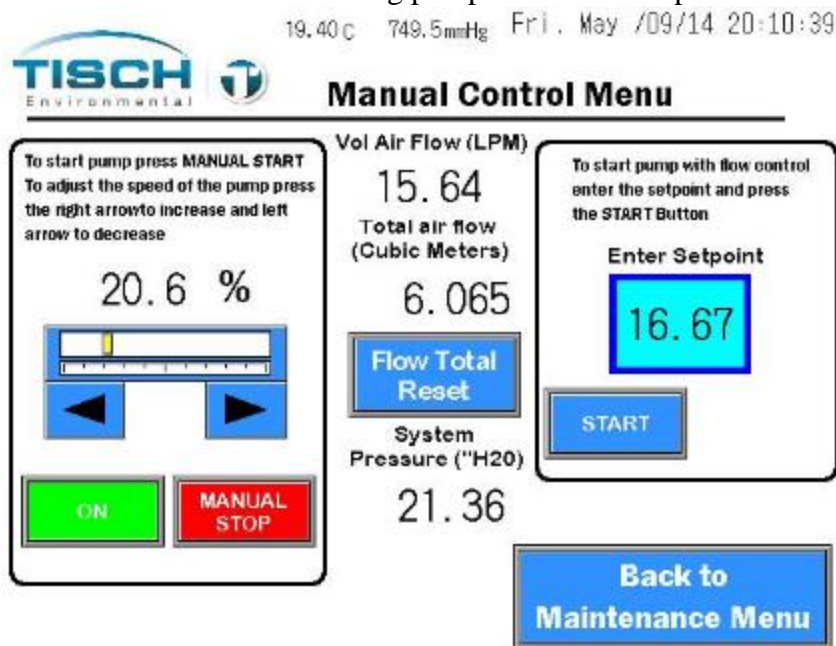 19.40 C 749.5mmHg Fri. May /09/14 20:10:39
TISCH
Environmental
Manual Control Menu
To start pump press MANUAL START
To adjust the speed of the pump press
the right arrowto increase and left
arrow to decrease
20.6 %
ON
MANUAL
STOP
Vol Air Flow (LPM)
15.64
Total air flow
(Cubic Meters)
6.065
Flow Total
Reset
System
Pressure ("H20)
21.36
To start pump with flow control
enter the setpoint and press
the START Button
Enter Setpoint
16.67
START
Back to
Maintenance Menu